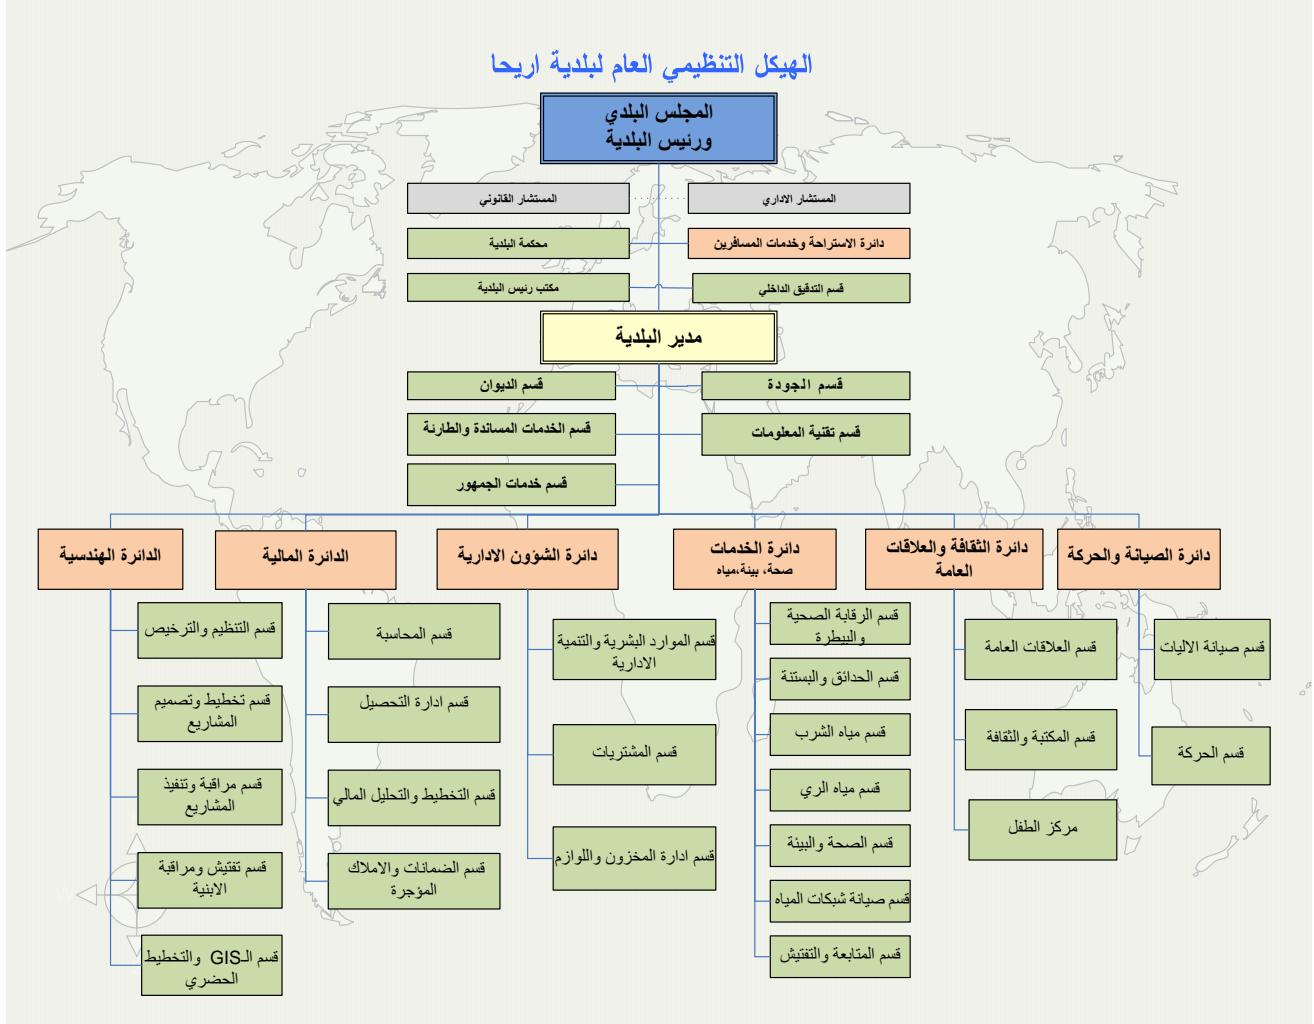 الهيكل التنظيمي العام لبلدية اريحا
المجلس البلدي
ورئيس البلدية
المستشار الاداري
المستشار القانوني
دائرة الاستراحة وخدمات المسافرين
محكمة البلدية
قسم التدقيق الداخلي
مكتب رئيس البلدية
مدير البلدية
قسم الجودة
قسم الديوان
قسم تقنية المعلومات
قسم الخدمات المساندة والطارئة
قسم خدمات الجمهور
دائرة الصيانة والحركة
قسم صيانة الاليات
قسم الحركة
دائرة الثقافة والعلاقات
العامة
قسم العلاقات العامة
قسم المكتبة والثقافة
مركز الطفل
دائرة الخدمات
صحة، بيئة،مياه
قسم الرقابة الصحية
والبيطرة
قسم الحدائق والبستنة
قسم مياه الشرب
قسم مياه الري
قسم الصحة والبيئة
قسم صيانة شبكات المياه
قسم المتابعة والتفتيش
دائرة الشؤون الادارية
قسم الموارد البشرية والتنمية
الادارية
قسم المشتريات
قسم ادارة المخزون واللوازم
الدائرة المالية
قسم المحاسبة
قسم ادارة التحصيل
قسم التخطيط والتحليل المالي
قسم الضمانات والاملاك
المؤجرة
الدائرة الهندسية
قسم التنظيم والترخيص
قسم تخطيط وتصميم
المشاريع
قسم مراقبة وتنفيذ
المشاريع
قسم تفتيش ومراقبة
الابنية
قسم الـGIS والتخطيط
الحضري